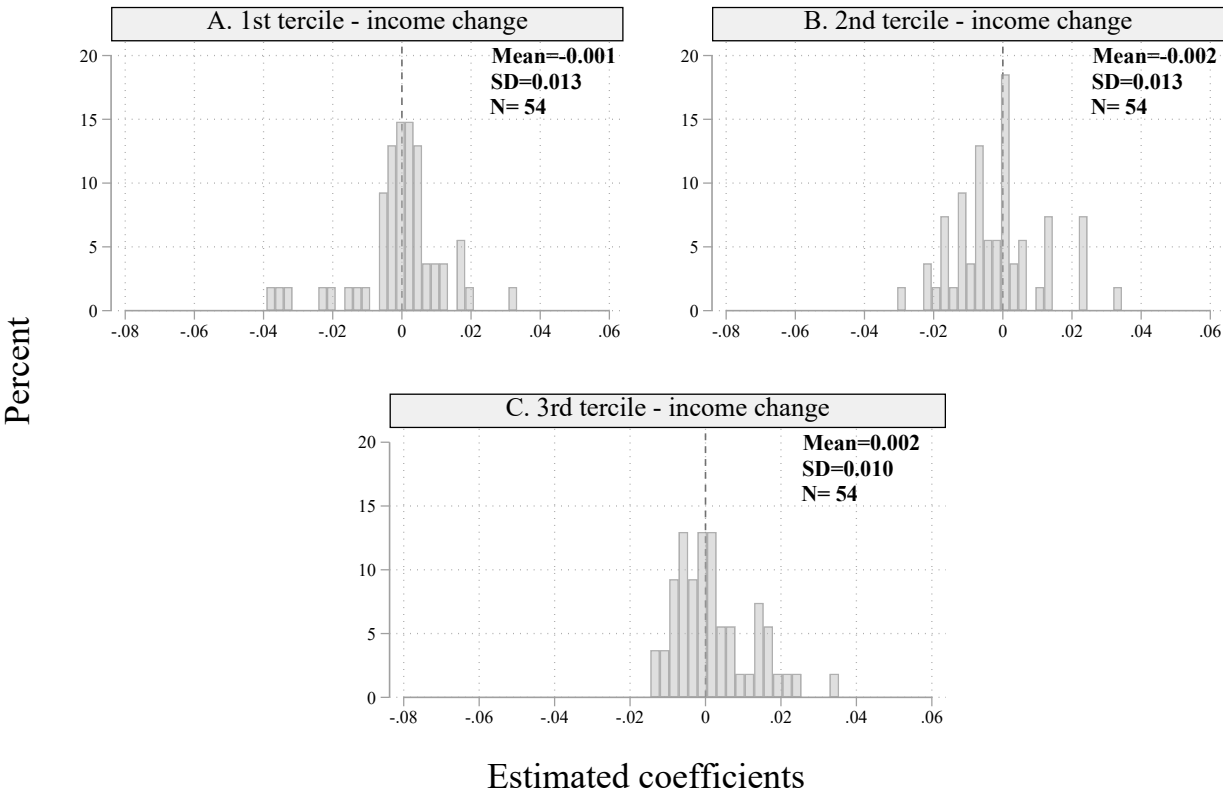 A. 1st tercile - income change
Mean=-0.001
SD=0.013
N= 54
20
15
10
5
0
-.08 -.06 -.04 -.02 0 .02 .04 .06
B. 2nd tercile - income change
Mean=-0.002
SD=0.013
N= 54
20
15
10
5
0
-.08 -.06 -.04 -.02 0 .02 .04 .06
Percent
C. 3rd tercile - income change
Mean=0.002
SD=0.010
N= 54
20
15
10
5
0
-.08 -.06 -.04 -.02 0 .02 .04 .06
Estimated coefficients